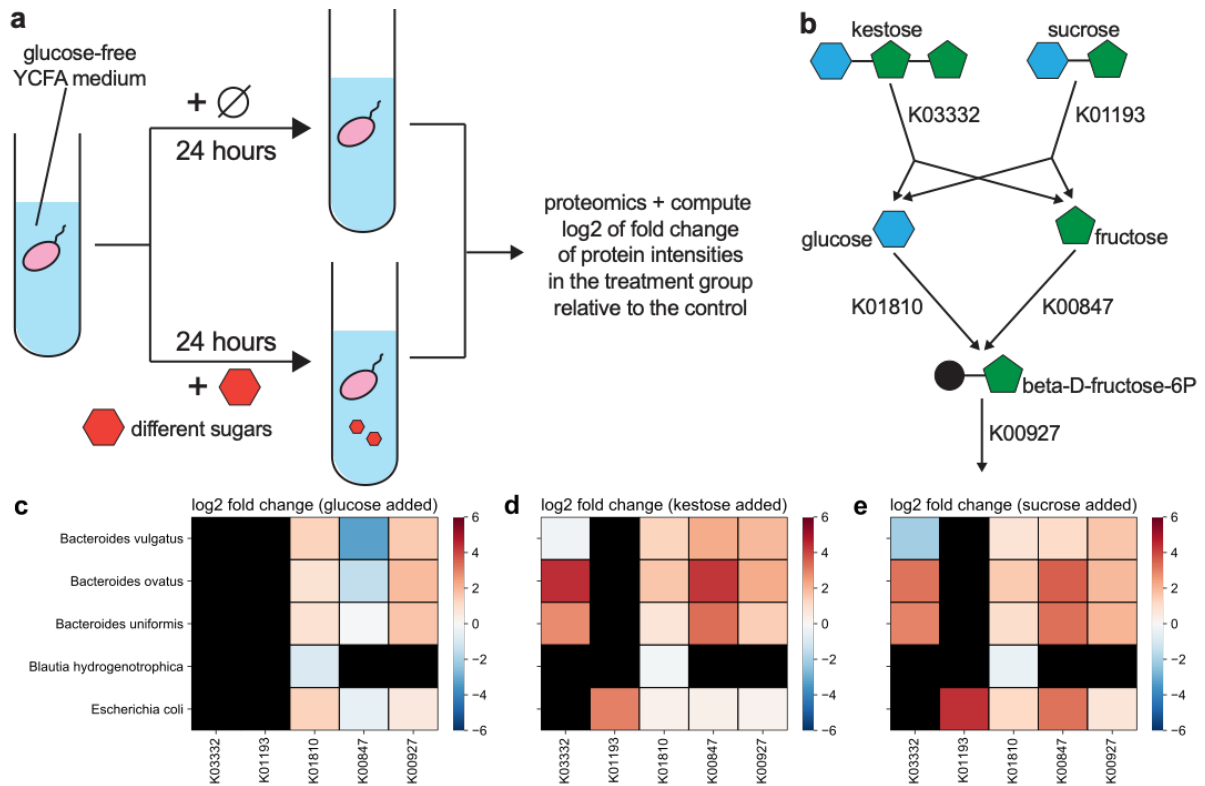 a
glucose-free
YCFA medium
+ ∅
24 hours
24 hours
+
different sugars
proteomics + compute
log2 of fold change
of protein intensities
in the treatment group
relative to the control
b
kestose
sucrose
K03332
K01193
glucose
fructose
K01810
K00847
beta-D-fructose-6P
K00927
c
log2 fold change (glucose added)
Bacteroides vulgatus
Bacteroides ovatus
Bacteroides uniformis
Blautia hydrogenotrophica
Escherichia coli
K03332
K01193
K01810
K00847
K00927
6
4
2
0
−2
−4
−6
d
log2 fold change (kestose added)
K03332
K01193
K01810
K00847
K00927
6
4
2
0
−2
−4
−6
e
log2 fold change (sucrose added)
K03332
K01193
K01810
K00847
K00927
6
4
2
0
−2
−4
−6